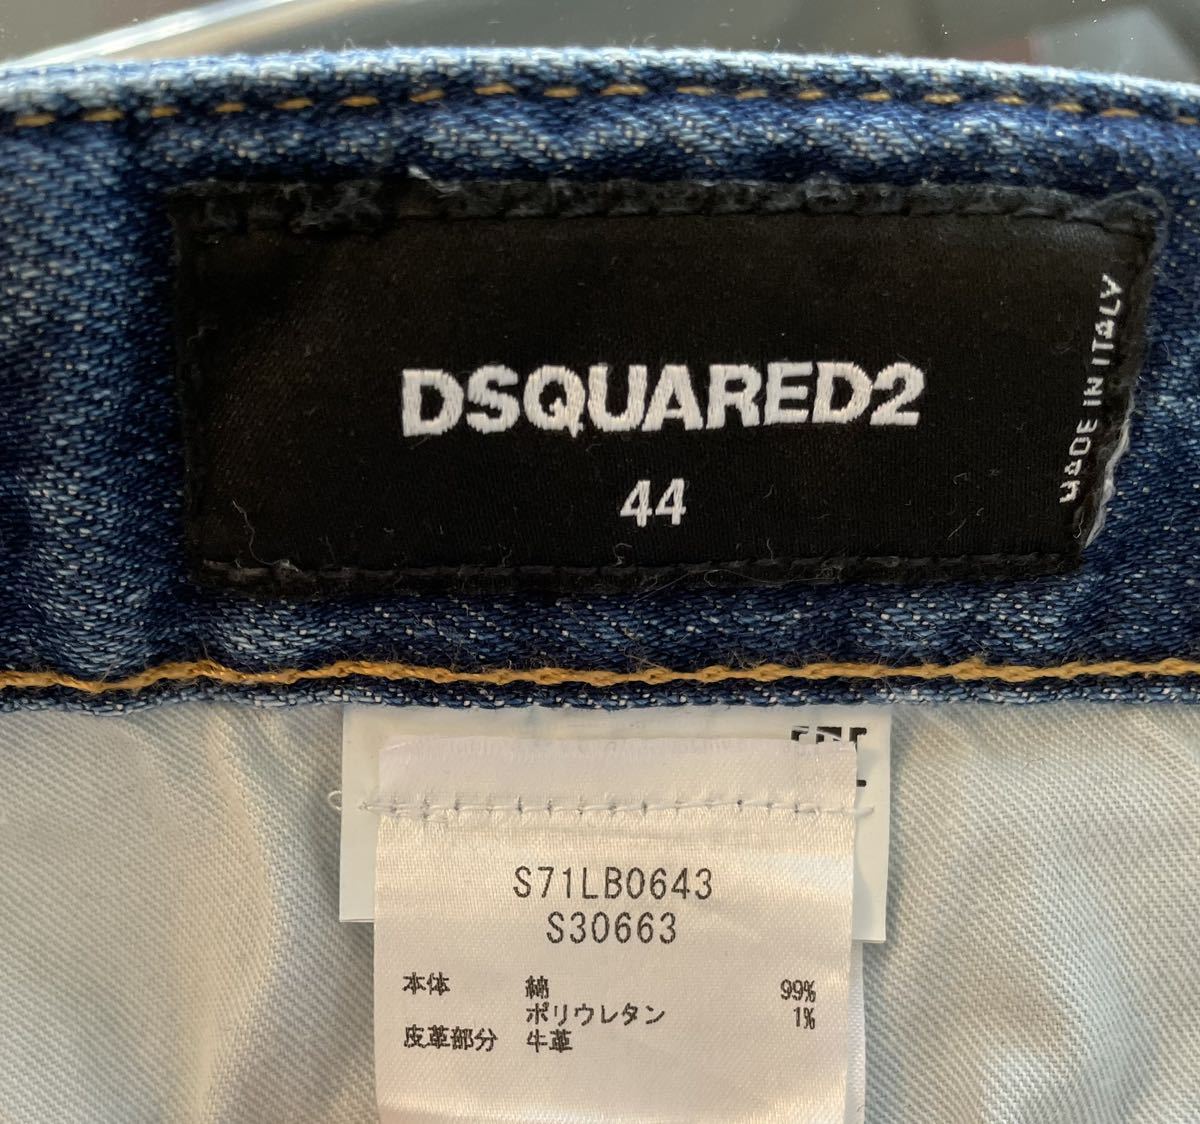 DSQUARED2
44
MADE IN ITALY
S71LB0643
S30663
本体 綿 99%
ポリウレタン 1%
皮革部分 牛革